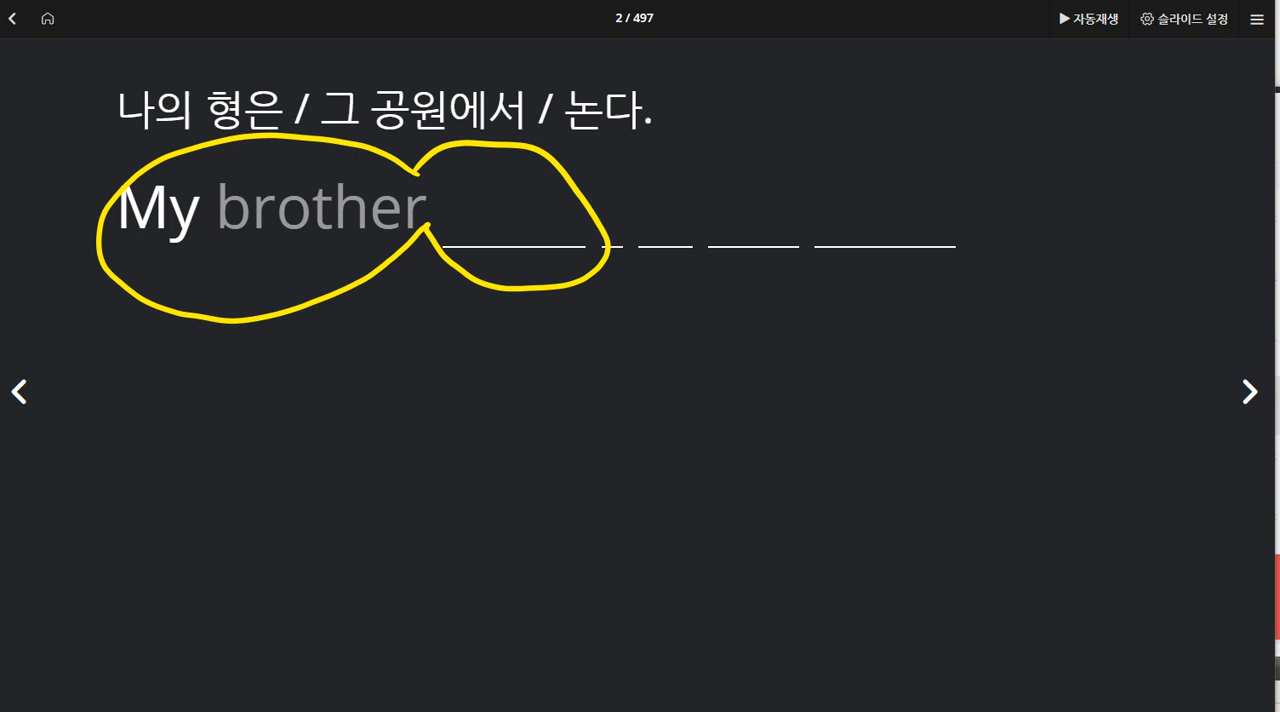 2 / 497
자동재생
슬라이드 설정
나의 형은 / 그 공원에서 / 논다.
My brother